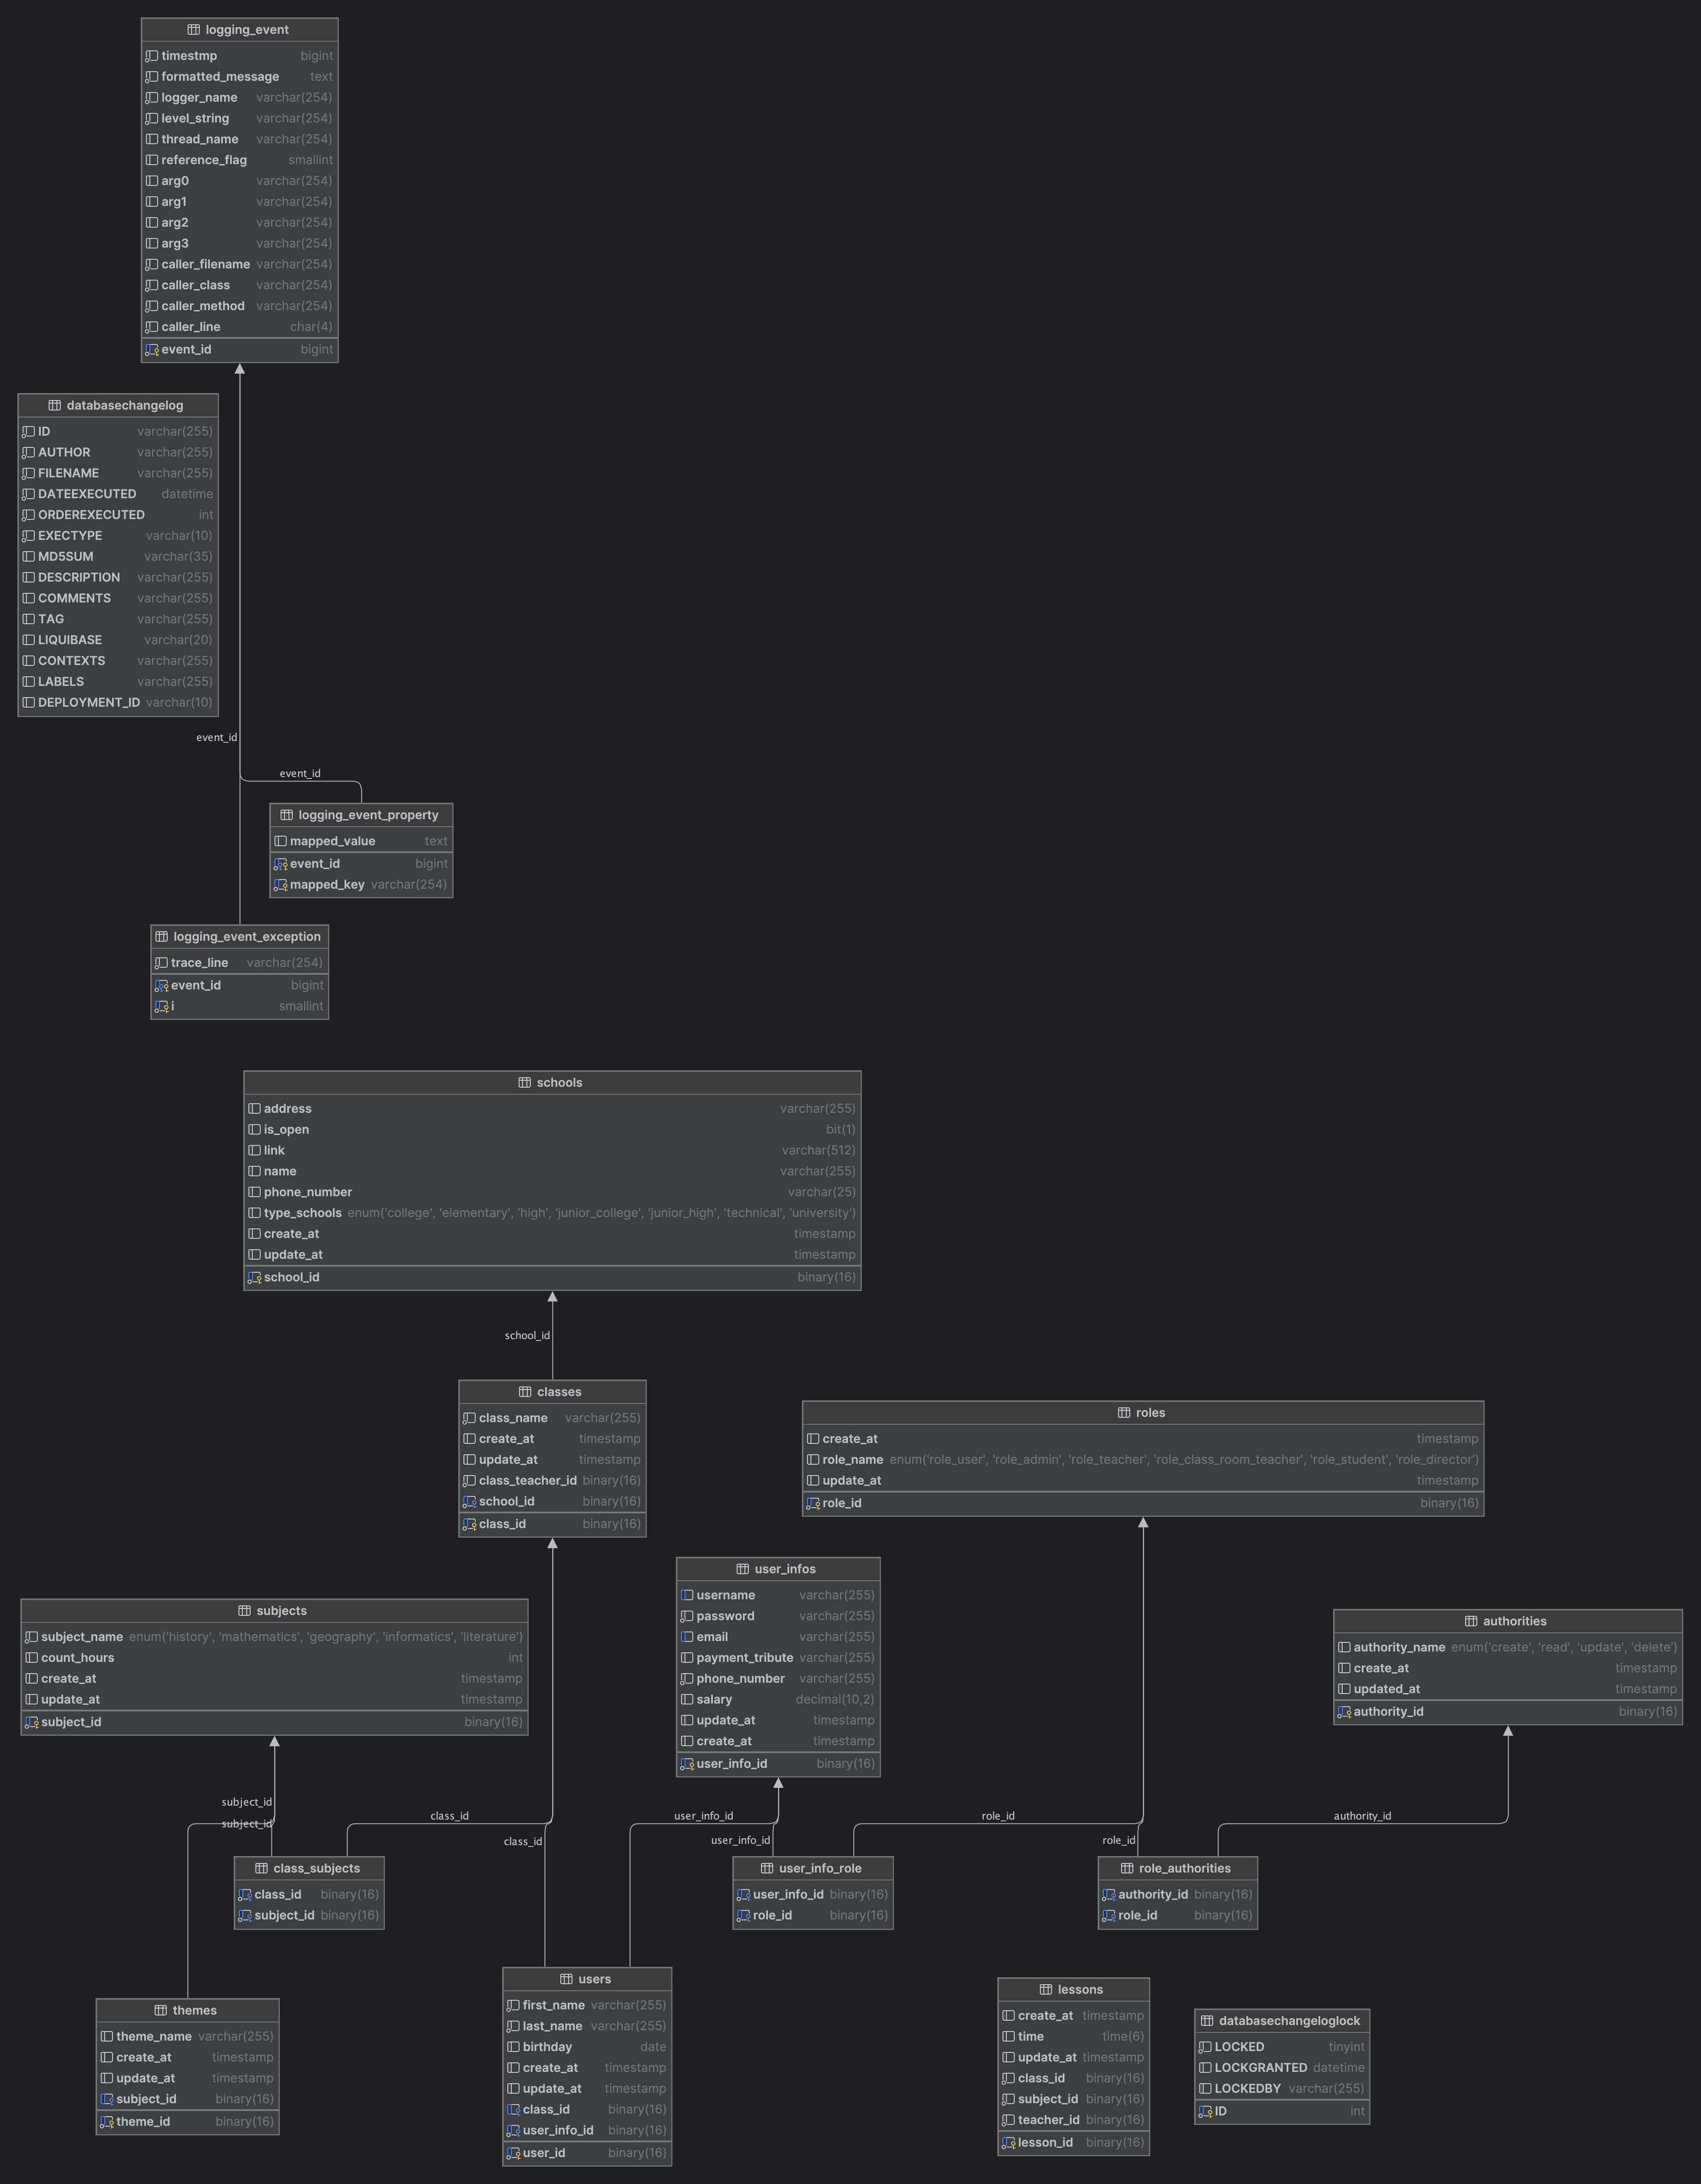 logging_event
timestmp bigint
formatted_message text
logger_name varchar(254)
level_string varchar(254)
thread_name varchar(254)
reference_flag smallint
arg0 varchar(254)
arg1 varchar(254)
arg2 varchar(254)
arg3 varchar(254)
caller_filename varchar(254)
caller_class varchar(254)
caller_method varchar(254)
caller_line char(4)
event_id bigint
databasechangelog
ID varchar(255)
AUTHOR varchar(255)
FILENAME varchar(255)
DATEEXECUTED datetime
ORDEREXECUTED int
EXECTYPE varchar(10)
MD5SUM varchar(35)
DESCRIPTION varchar(255)
COMMENTS varchar(255)
TAG varchar(255)
LIQUIBASE varchar(20)
CONTEXTS varchar(255)
LABELS varchar(255)
DEPLOYMENT_ID varchar(10)
event_id
event_id
logging_event_property
mapped_value text
event_id bigint
mapped_key varchar(254)
logging_event_exception
trace_line varchar(254)
event_id bigint
i smallint
schools
address varchar(255)
is_open bit(1)
link varchar(512)
name varchar(255)
phone_number varchar(25)
type_schools enum('college', 'elementary', 'high', 'junior_college', 'junior_high', 'technical', 'university')
create_at timestamp
update_at timestamp
school_id binary(16)
school_id
classes
class_name varchar(255)
create_at timestamp
update_at timestamp
class_teacher_id binary(16)
school_id binary(16)
class_id binary(16)
roles
create_at timestamp
role_name enum('role_user', 'role_admin', 'role_teacher', 'role_class_room_teacher', 'role_student', 'role_director')
update_at timestamp
role_id binary(16)
user_infos
username varchar(255)
password varchar(255)
email varchar(255)
payment_tribute varchar(255)
phone_number varchar(255)
salary decimal(10,2)
update_at timestamp
create_at timestamp
user_info_id binary(16)
subjects
subject_name enum('history', 'mathematics', 'geography', 'informatics', 'literature')
count_hours int
create_at timestamp
update_at timestamp
subject_id binary(16)
authorities
authority_name enum('create', 'read', 'update', 'delete')
create_at timestamp
updated_at timestamp
authority_id binary(16)
subject_id
subject_id
class_id
class_id
user_info_id
user_info_id
role_id
role_id
authority_id
class_subjects
class_id binary(16)
subject_id binary(16)
user_info_role
user_info_id binary(16)
role_id binary(16)
role_authorities
authority_id binary(16)
role_id binary(16)
themes
theme_name varchar(255)
create_at timestamp
update_at timestamp
subject_id binary(16)
theme_id binary(16)
users
first_name varchar(255)
last_name varchar(255)
birthday date
create_at timestamp
update_at timestamp
class_id binary(16)
user_info_id binary(16)
user_id binary(16)
lessons
create_at timestamp
time time(6)
update_at timestamp
class_id binary(16)
subject_id binary(16)
teacher_id binary(16)
lesson_id binary(16)
databasechangeloglock
LOCKED tinyint
LOCKGRANTED datetime
LOCKEDBY varchar(255)
ID int